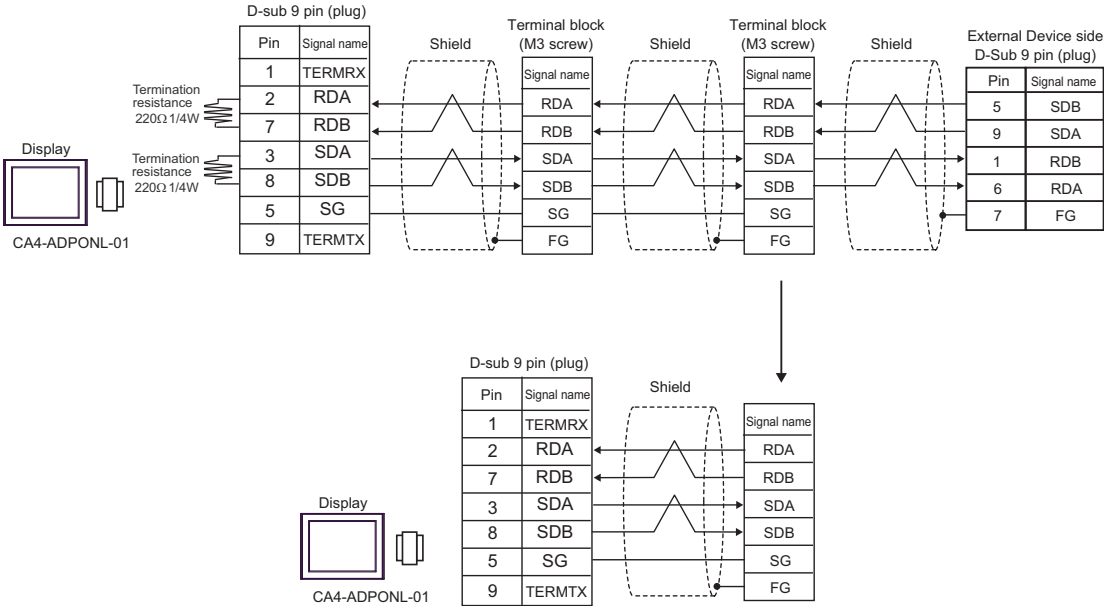 D-sub 9 pin (plug)
Pin Signal name
1 TERMRX
2 RDA
7 RDB
3 SDA
8 SDB
5 SG
9 TERMTX
Termination
resistance
220Ω 1/4W
Termination
resistance
220Ω 1/4W
Display
CA4-ADPONL-01
Shield
Terminal block
(M3 screw)
Signal name
RDA
RDB
SDA
SDB
SG
FG
Shield
Terminal block
(M3 screw)
Signal name
RDA
RDB
SDA
SDB
SG
FG
Shield
External Device side
D-Sub 9 pin (plug)
Pin Signal name
5 SDB
9 SDA
1 RDB
6 RDA
7 FG
D-sub 9 pin (plug)
Pin Signal name
1 TERMRX
2 RDA
7 RDB
3 SDA
8 SDB
5 SG
9 TERMTX
Display
CA4-ADPONL-01
Shield
Signal name
RDA
RDB
SDA
SDB
SG
FG